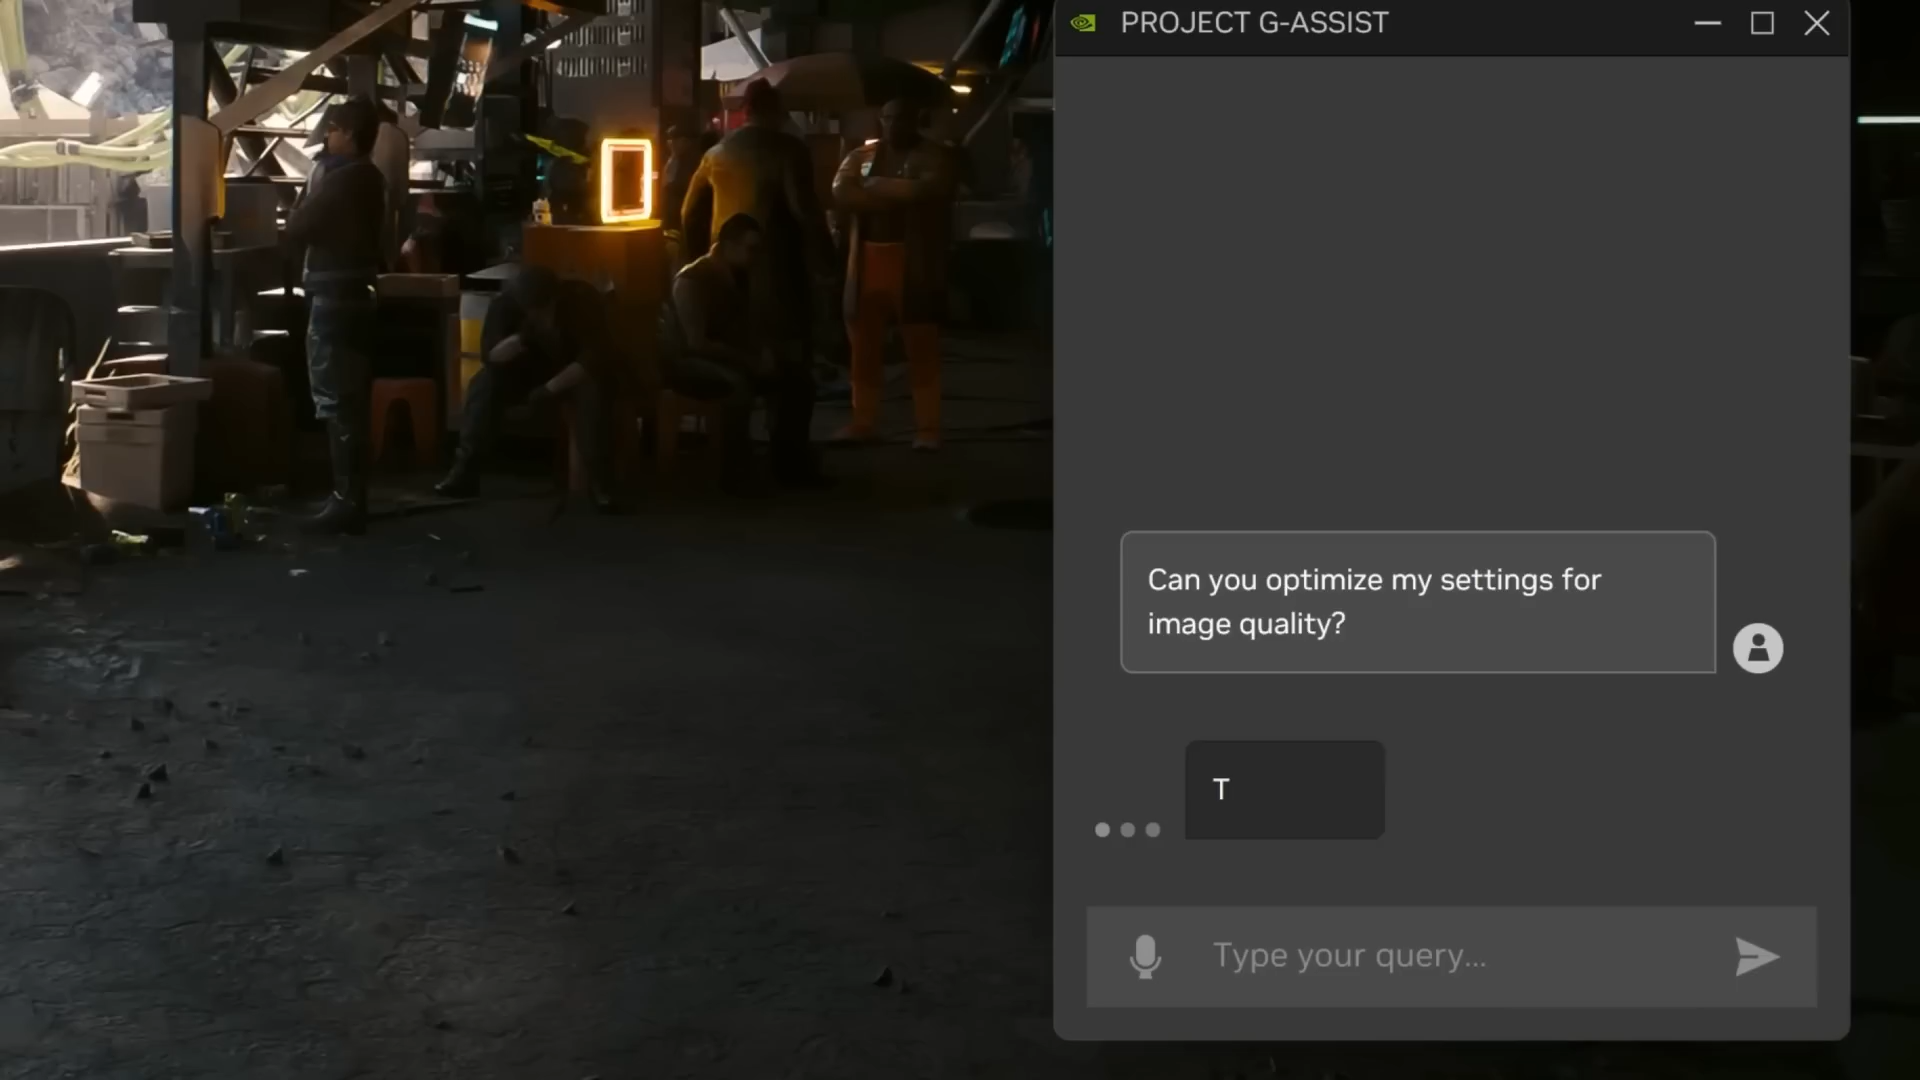 PROJECT G-ASSIST
Can you optimize my settings for
image quality?
T
Type your query...